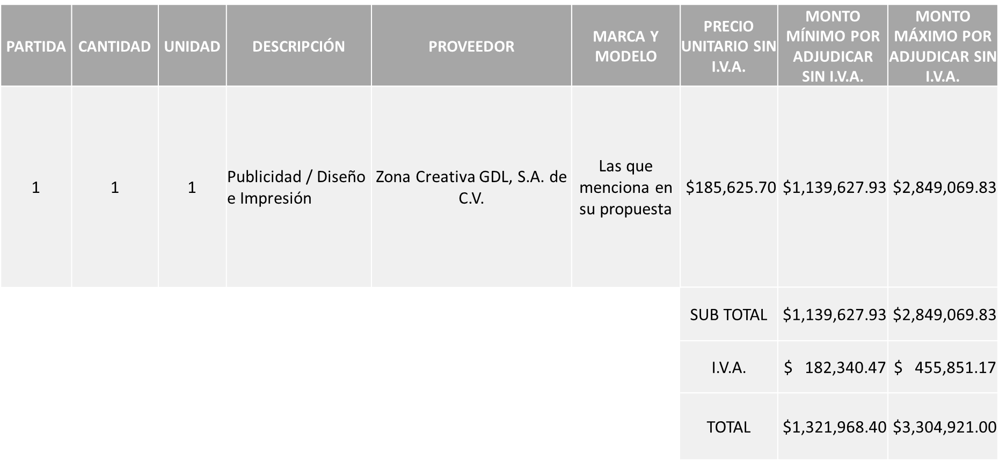 PARTIDA
CANTIDAD
UNIDAD
DESCRIPCIÓN
PROVEEDOR
MARCA Y
MODELO
PRECIO
UNITARIO SIN
I.V.A.
MONTO
MÍNIMO POR
ADJUDICAR
SIN I.V.A.
MONTO
MÁXIMO POR
ADJUDICAR SIN
I.V.A.
1
1
1
Publicidad / Diseño
e Impresión
Zona Creativa GDL, S.A. de
C.V.
Las que
menciona en
su propuesta
$185,625.70
$1,139,627.93
$2,849,069.83
SUB TOTAL
$1,139,627.93
$2,849,069.83
I.V.A.
$ 182,340.47
$ 455,851.17
TOTAL
$1,321,968.40
$3,304,921.00